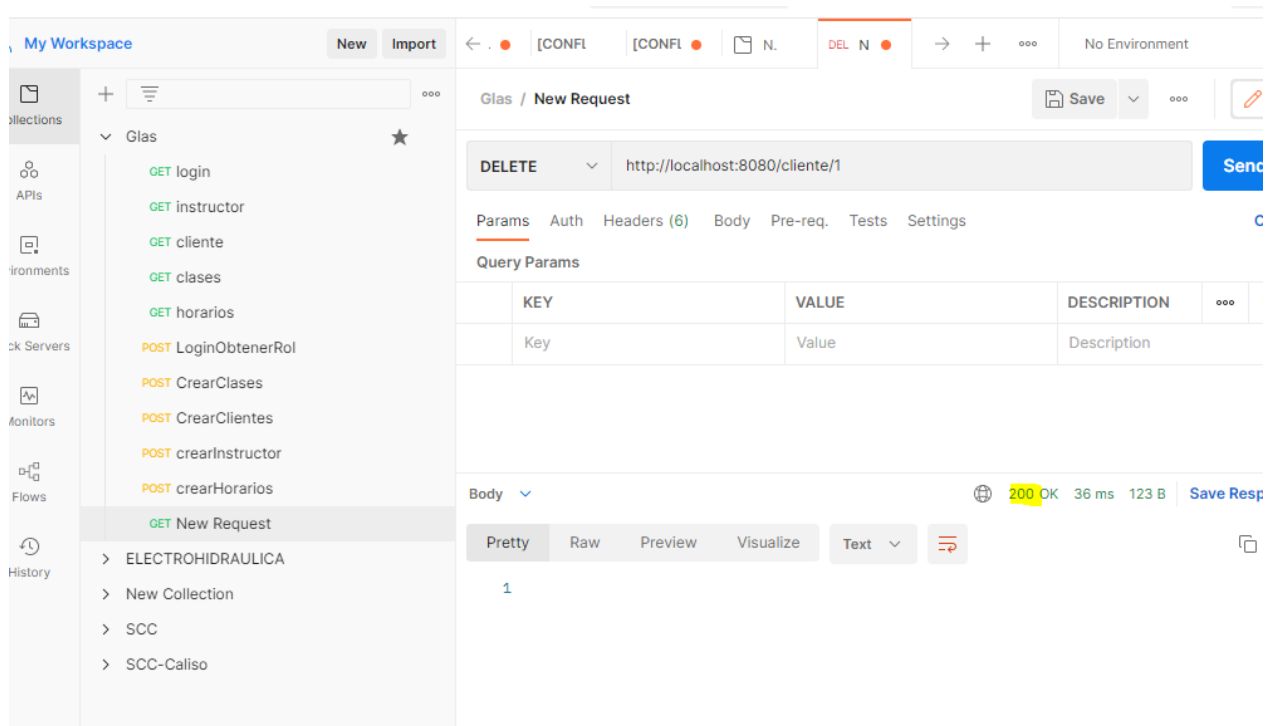 My Workspace
New
Import
[CONFL
[CONFL
N.
DEL N
No Environment
Glas / New Request
Save
DELETE
http://localhost:8080/cliente/1
Send
Params
Auth
Headers (6)
Body
Pre-req.
Tests
Settings
Query Params
KEY
VALUE
DESCRIPTION
Key
Value
Description
Body
200 OK
36 ms
123 B
Save Resp
Pretty
Raw
Preview
Visualize
Text
1
ollections
APIs
ironments
ck Servers
Monitors
Flows
History
Glas
GET login
GET instructor
GET cliente
GET clases
GET horarios
POST LoginObtenerRol
POST CrearClases
POST CrearClientes
POST crearInstructor
POST crearHorarios
GET New Request
ELECTROHIDRAULICA
New Collection
SCC
SCC-Caliso